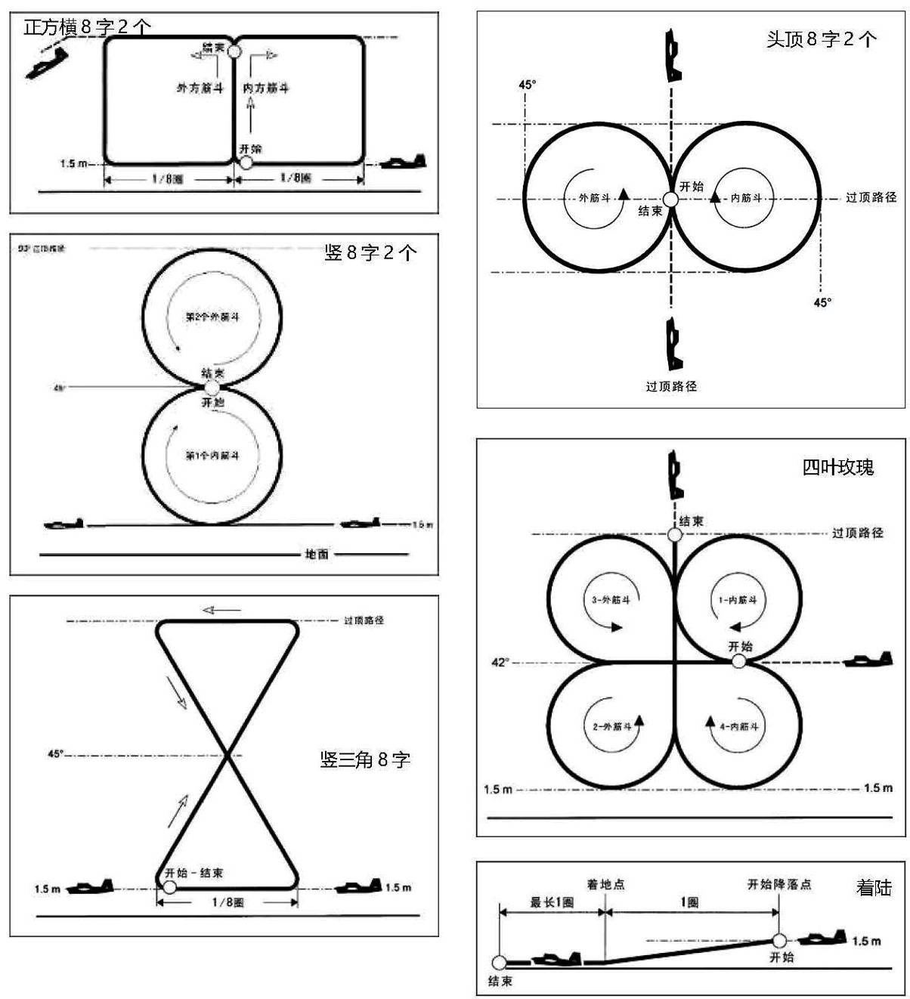 正方横8字2个
结束
外方筋斗
内方筋斗
开始
1.5 m
1/8圈
1/8圈
90° 过顶路径
竖8字2个
第2个外筋斗
结束
45°
开始
第1个内筋斗
1.5 m
地面
过顶路径
45°
竖三角8字
开始-结束
1.5 m
1.5 m
1/8圈
头顶8字2个
45°
开始
外筋斗
内筋斗
过顶路径
结束
45°
过顶路径
四叶玫瑰
结束
过顶路径
3-外筋斗
1-内筋斗
开始
42°
2-外筋斗
4-内筋斗
1.5 m
1.5 m
着地点
开始降落点
着陆
最长1圈
1圈
1.5 m
开始
结束